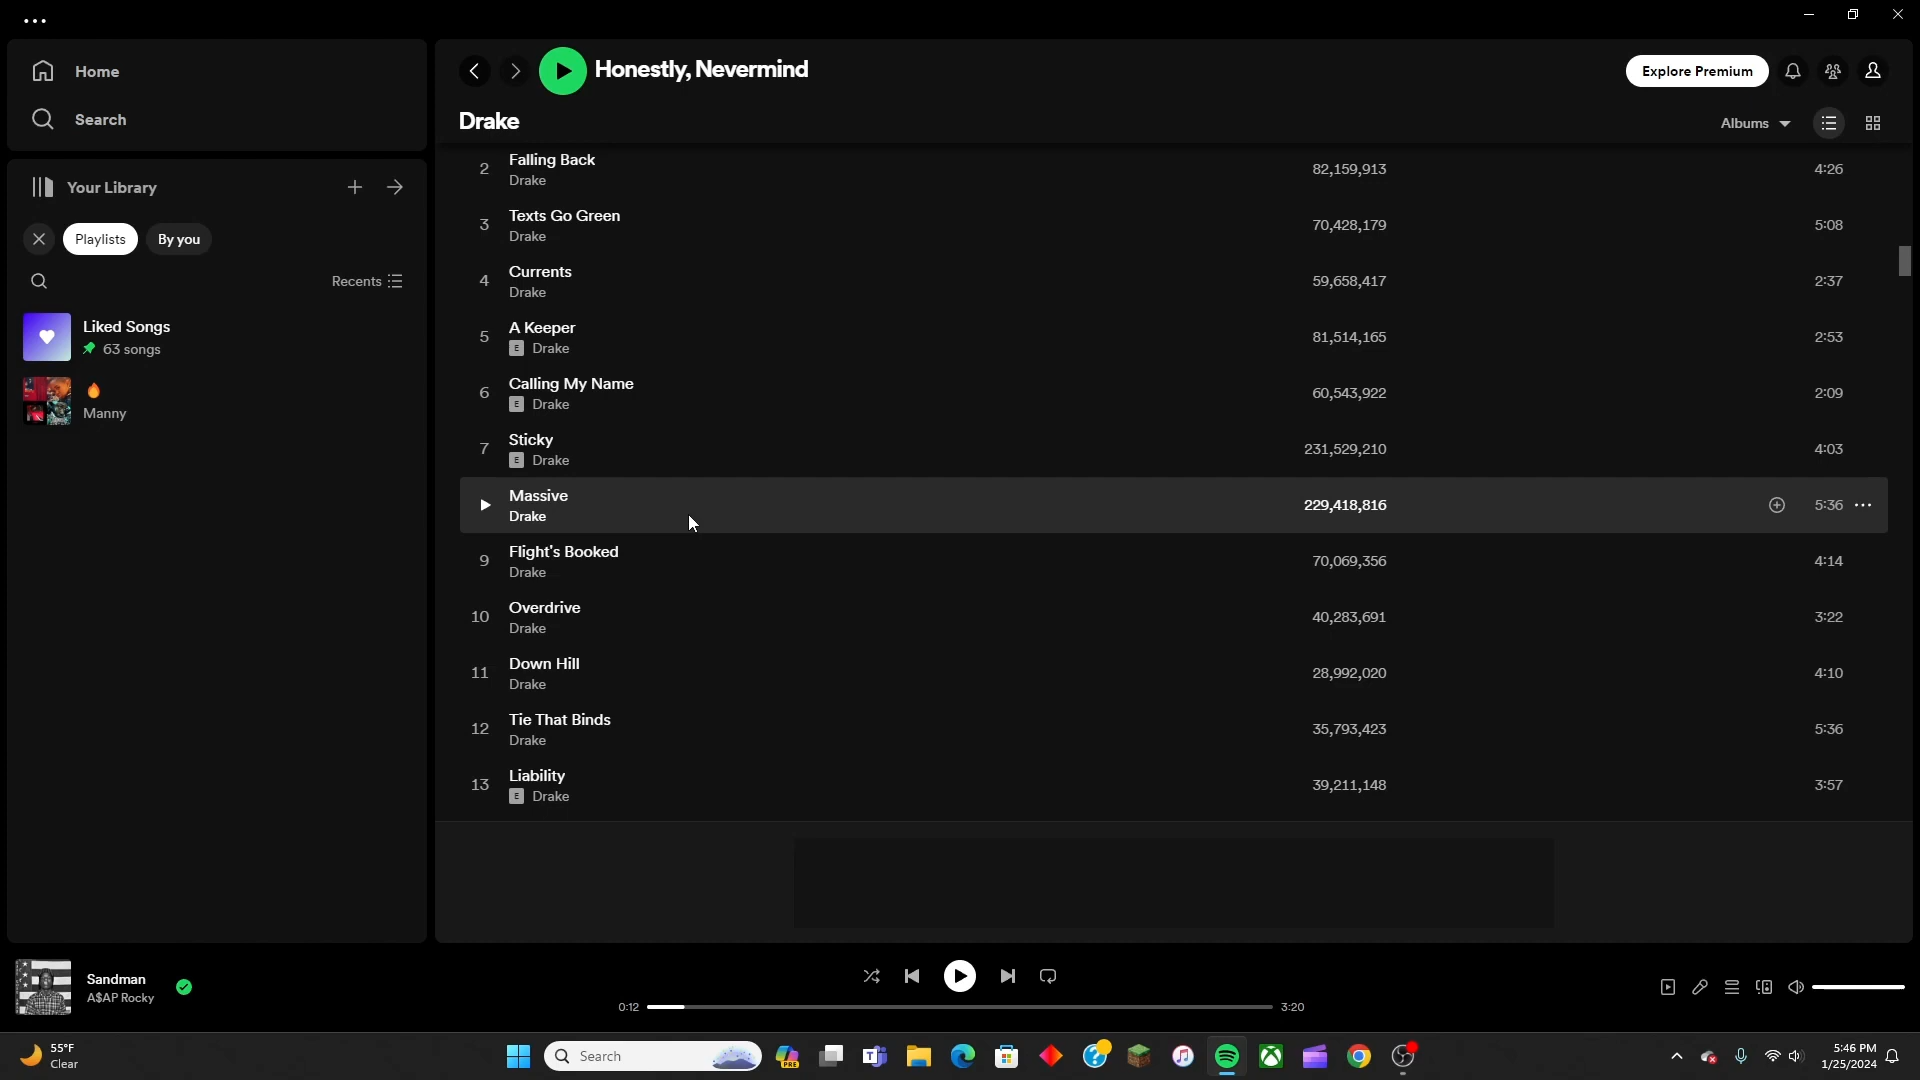 Home
Search
Your Library
Playlists
By you
Recents
Liked Songs
63 songs
Manny
Honestly, Nevermind
Explore Premium
Drake
Albums
2 Falling Back 82,159,913 4:26
Drake
3 Texts Go Green 70,428,179 5:08
Drake
4 Currents 59,658,417 2:37
Drake
5 A Keeper 81,514,165 2:53
E Drake
6 Calling My Name 60,543,922 2:09
E Drake
7 Sticky 231,529,210 4:03
E Drake
Massive 229,418,816 5:36
Drake
9 Flight's Booked 70,069,356 4:14
Drake
10 Overdrive 40,283,691 3:22
Drake
11 Down Hill 28,992,020 4:10
Drake
12 Tie That Binds 35,793,423 5:36
Drake
13 Liability 39,211,148 3:57
E Drake
Sandman
A$AP Rocky
0:12 3:20
55°F
Clear
Search
PRE
5:46 PM
1/25/2024